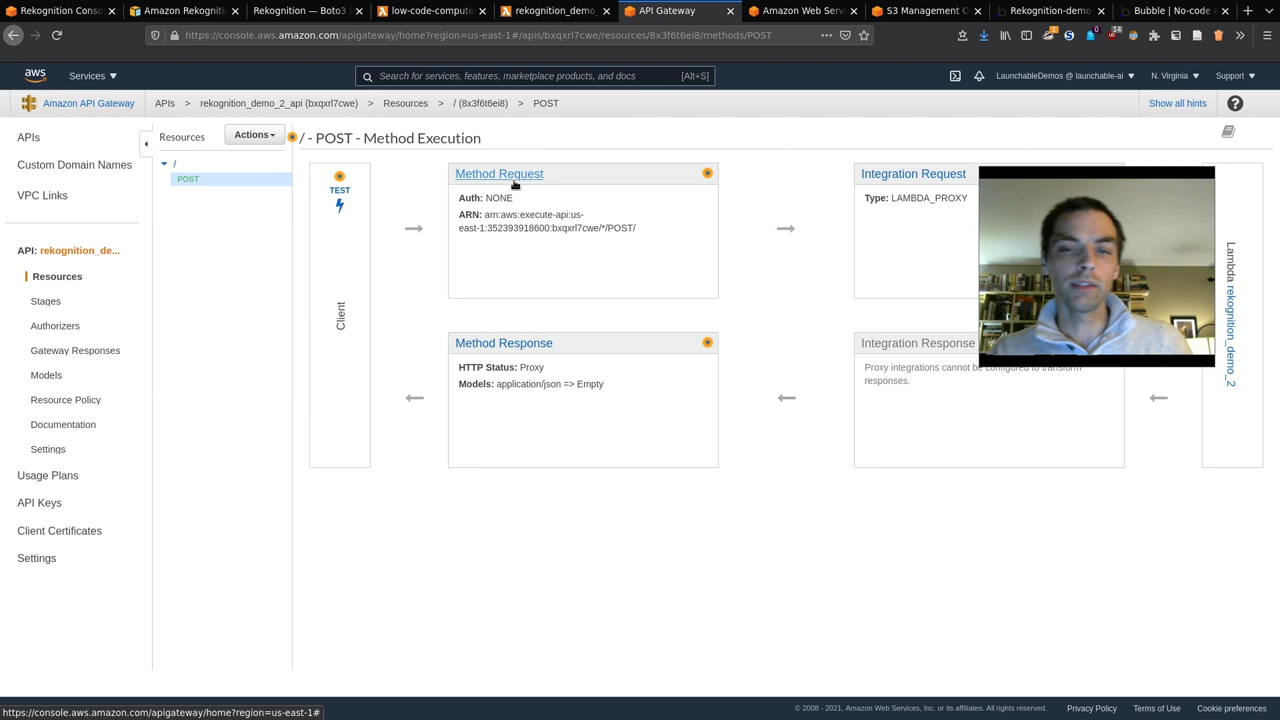 Rekognition Conso
Amazon Rekognitio
Rekognition — Boto3
low-code-compute
rekognition_demo_
API Gateway
Amazon Web Servi
S3 Management C
Rekognition-demo
Bubble | No-code a
https://console.aws.amazon.com/apigateway/home?region=us-east-1#/apis/bxqxrl7cwe/resources/8x3f6t6ei8/methods/POST
1
0
14
aws
Services
Search for services, features, marketplace products, and docs
[Alt+S]
LaunchableDemos @ launchable-ai
N. Virginia
Support
Amazon API Gateway
APIs > rekognition_demo_2_api (bxqxrl7cwe) > Resources > / (8x3f6t6ei8) > POST
Show all hints
APIs
Custom Domain Names
VPC Links
API: rekognition_de...
Resources
Stages
Authorizers
Gateway Responses
Models
Resource Policy
Documentation
Settings
Usage Plans
API Keys
Client Certificates
Settings
Resources
Actions
/
POST
/ - POST - Method Execution
TEST
Client
Method Request
Auth: NONE
ARN: arn:aws:execute-api:us-
east-1:352393918600:bxqxrl7cwe/*/POST/
Integration Request
Type: LAMBDA_PROXY
Method Response
HTTP Status: Proxy
Models: application/json => Empty
Integration Response
Proxy integrations cannot be configured to transform
responses.
Lambda rekognition_demo_2
https://console.aws.amazon.com/apigateway/home?region=us-east-1#
© 2008 - 2021, Amazon Web Services, Inc. or its affiliates. All rights reserved.
Privacy Policy
Terms of Use
Cookie preferences